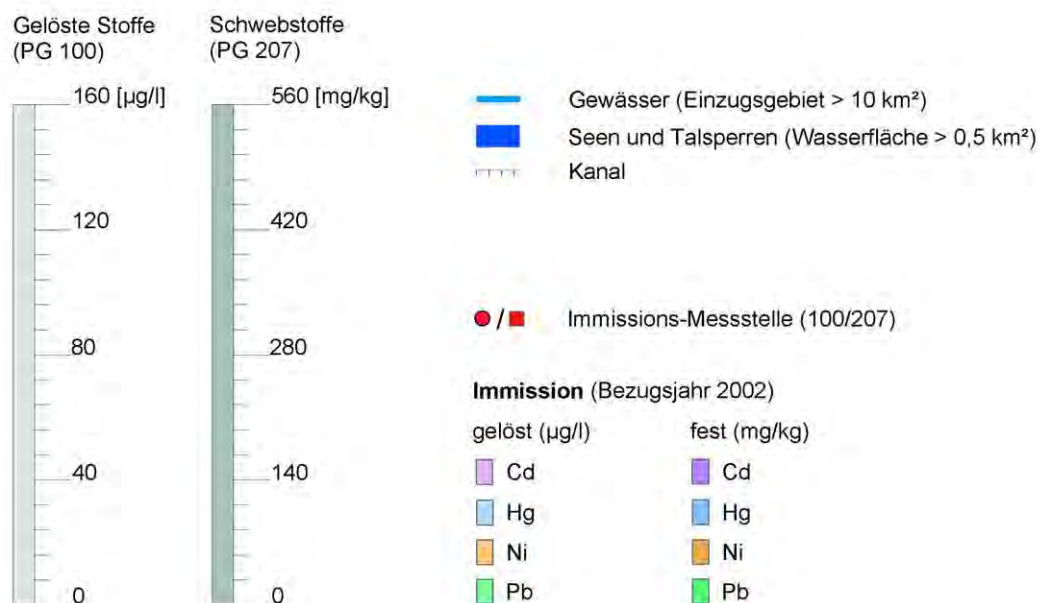 Gelöste Stoffe
(PG 100)
160 [µg/l]
120
80
40
0
Schwebstoffe
(PG 207)
560 [mg/kg]
420
280
140
0
Gewässer (Einzugsgebiet > 10 km²)
Seen und Talsperren (Wasserfläche > 0,5 km²)
Kanal
/ Immissions-Messstelle (100/207)
Immission (Bezugsjahr 2002)
gelöst (µg/l)
Cd
Hg
Ni
Pb
fest (mg/kg)
Cd
Hg
Ni
Pb